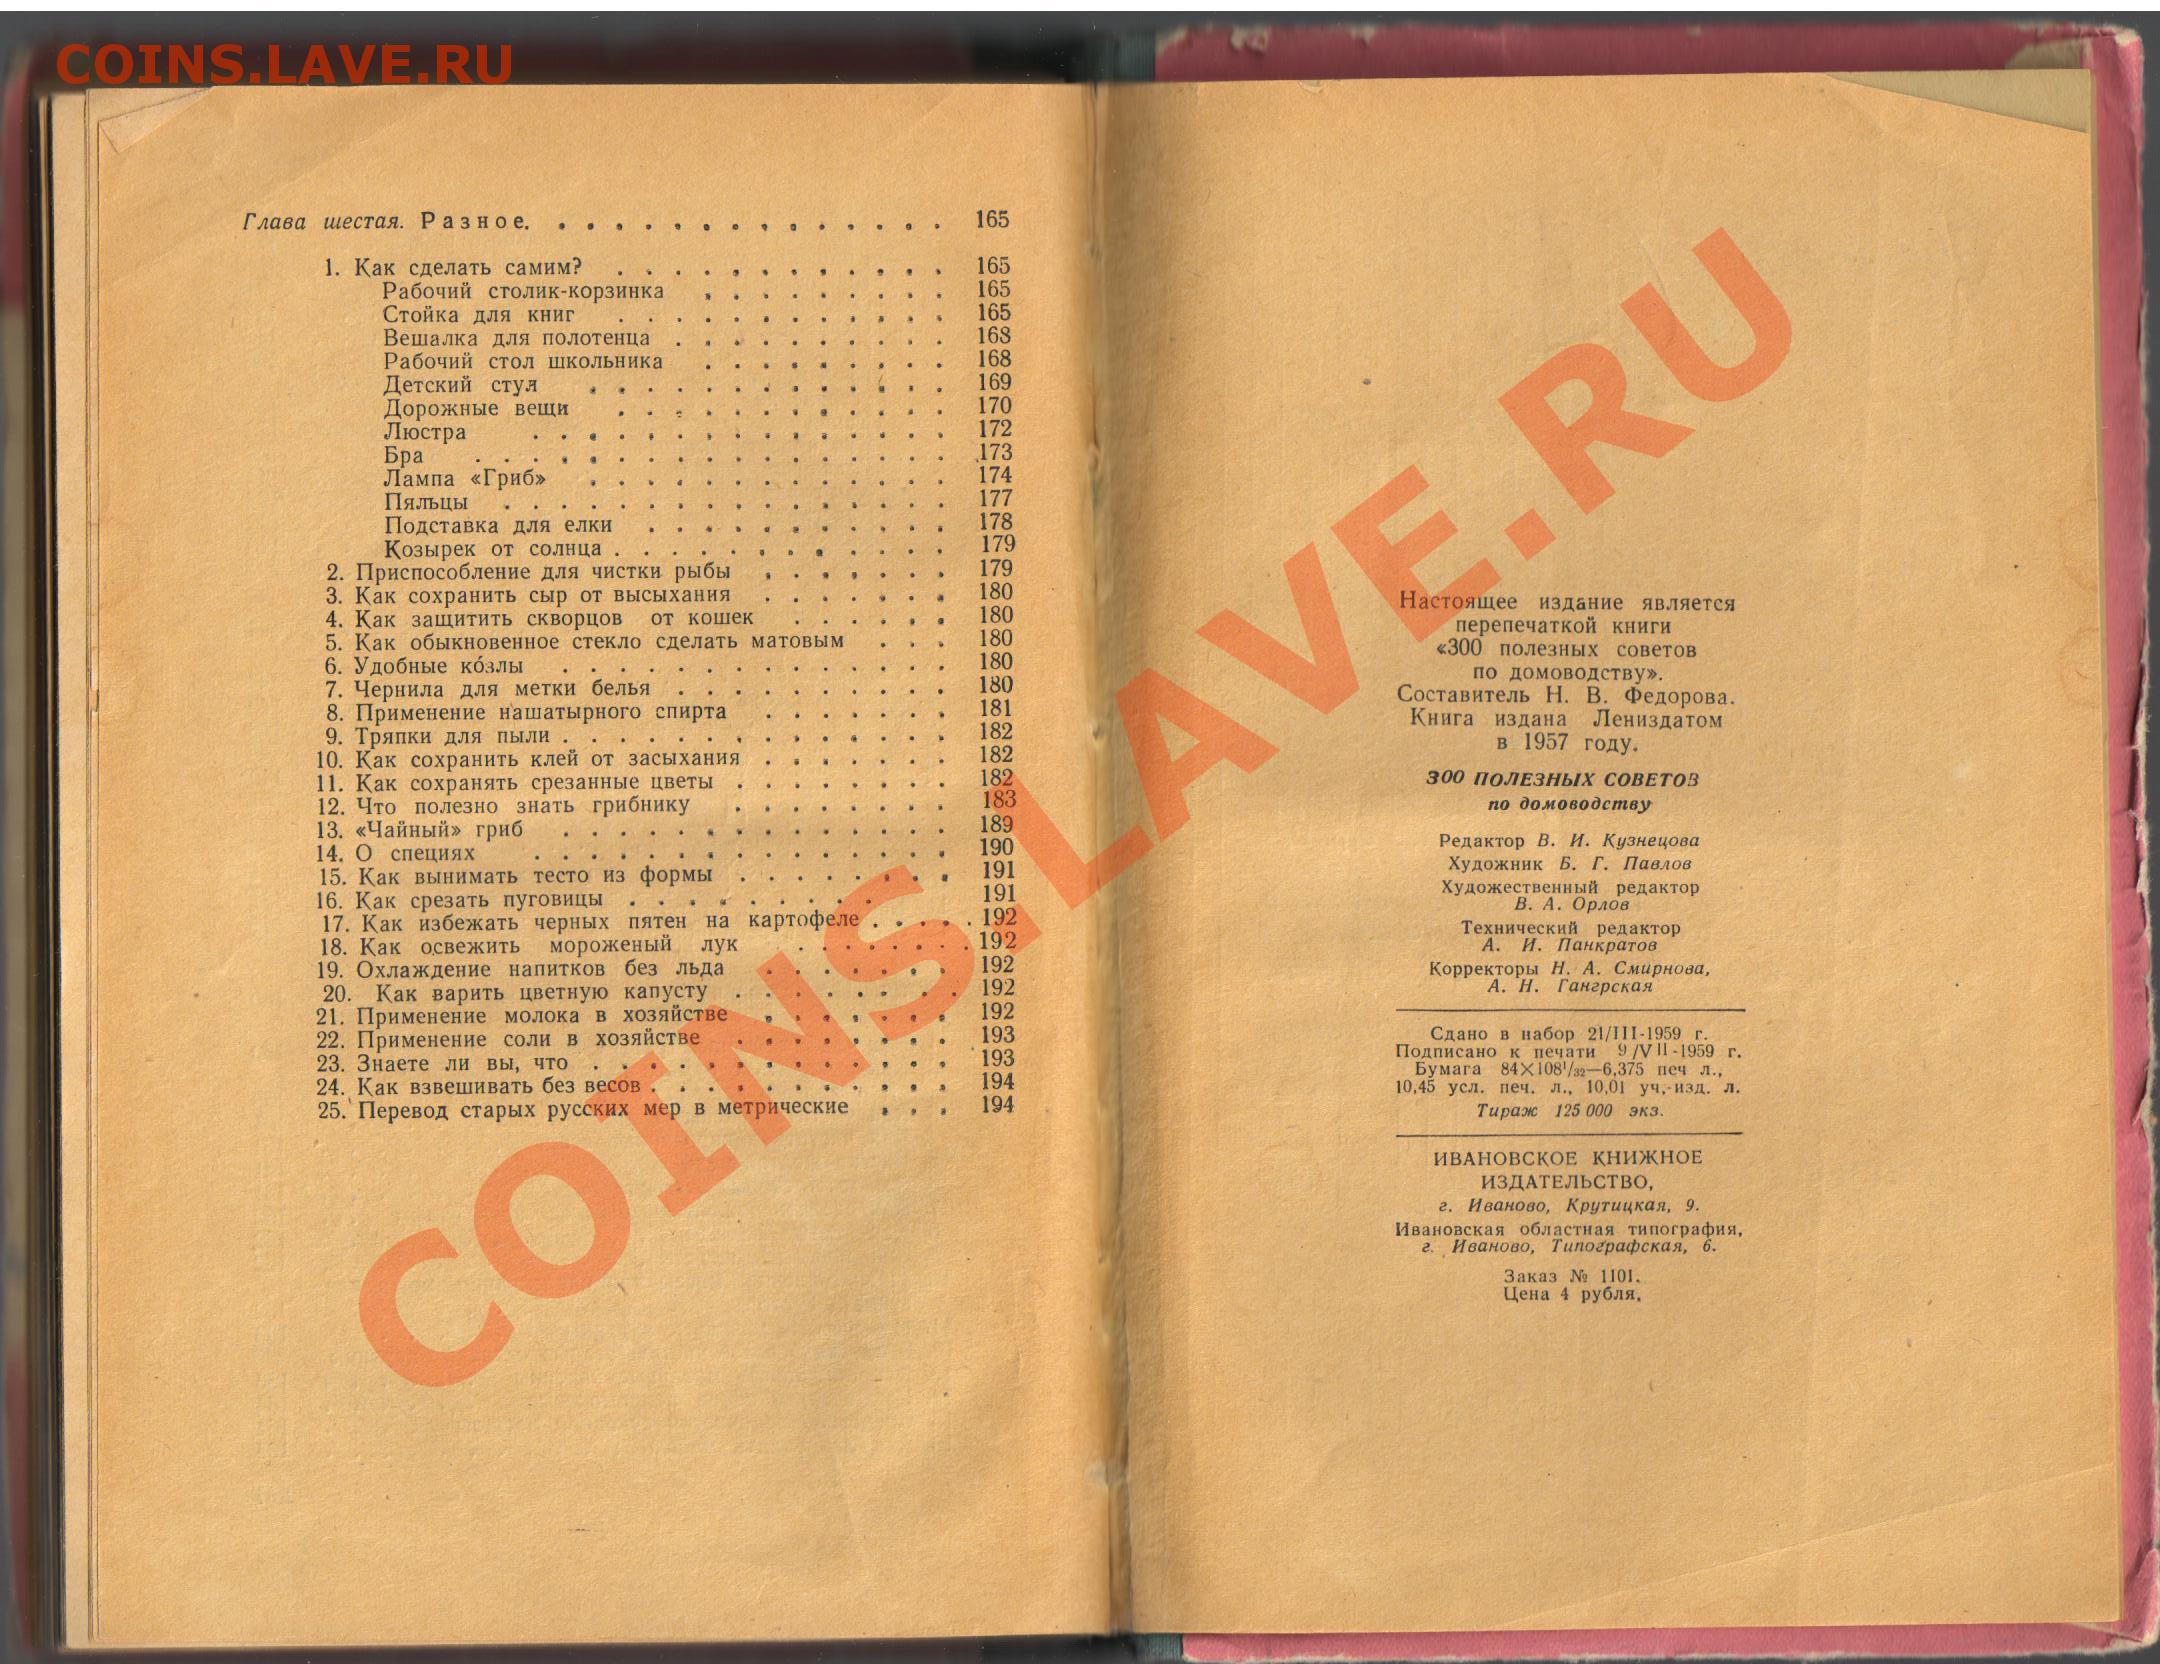 COINS.LAVE.RU
Глава шестая. Разное. . . . . . . . . . . . . . . 165
1. Как сделать самим? . . . . . . . . . . . . 165
Рабочий столик-корзинка . . . . . . . . . 165
Стойка для книг . . . . . . . . . . . . 165
Вешалка для полотенца . . . . . . . . . . 168
Рабочий стол школьника . . . . . . . . . 168
Детский стул . . . . . . . . . . . . . 169
Дорожные вещи . . . . . . . . . . . . 170
Люстра . . . . . . . . . . . . . . . 172
Бра . . . . . . . . . . . . . . . . . 173
Лампа «Гриб» . . . . . . . . . . . . . 174
Пяльцы . . . . . . . . . . . . . . . . 177
Подставка для елки . . . . . . . . . . . 178
Козырек от солнца . . . . . . . . . . . . 179
2. Приспособление для чистки рыбы . . . . . . . 179
3. Как сохранить сыр от высыхания . . . . . . . 180
4. Как защитить скворцов от кошек . . . . . . 180
5. Как обыкновенное стекло сделать матовым . . . 180
6. Удобные ко́злы . . . . . . . . . . . . . . 180
7. Чернила для метки белья . . . . . . . . . . 180
8. Применение нашатырного спирта . . . . . . . 181
9. Тряпки для пыли . . . . . . . . . . . . . . 182
10. Как сохранить клей от засыхания . . . . . . . 182
11. Как сохранять срезанные цветы . . . . . . . . 182
12. Что полезно знать грибнику . . . . . . . . 183
13. «Чайный» гриб . . . . . . . . . . . . . . 189
14. О специях . . . . . . . . . . . . . . . 190
15. Как вынимать тесто из формы . . . . . . . . 191
16. Как срезать пуговицы . . . . . . . . . 191
17. Как избежать черных пятен на картофеле . . . . . 192
18. Как освежить мороженый лук . . . . . . . 192
19. Охлаждение напитков без льда . . . . . . . 192
20. Как варить цветную капусту . . . . . . . . 192
21. Применение молока в хозяйстве . . . . . . . 192
22. Применение соли в хозяйстве . . . . . . . . 193
23. Знаете ли вы, что . . . . . . . . . . . . . 193
24. Как взвешивать без весов . . . . . . . . . . . 194
25. Перевод старых русских мер в метрические . . . 194
Настоящее издание является
перепечаткой книги
«300 полезных советов
по домоводству».
Составитель Н. В. Федорова.
Книга издана Лениздатом
в 1957 году.
300 ПОЛЕЗНЫХ СОВЕТОВ
по домоводству
Редактор В. И. Кузнецова
Художник Б. Г. Павлов
Художественный редактор
В. А. Орлов
Технический редактор
А. И. Панкратов
Корректоры Н. А. Смирнова,
А. Н. Гангрская
Сдано в набор 21/III-1959 г.
Подписано к печати 9/VII-1959 г.
Бумага 84×108¹/₃₂—6,375 печ л.,
10,45 усл. печ. л., 10,01 уч,-изд. л.
Тираж 125 000 экз.
ИВАНОВСКОЕ КНИЖНОЕ
ИЗДАТЕЛЬСТВО,
г. Иваново, Крутицкая, 9.
Ивановская областная типография,
г. Иваново, Типографская, 6.
Заказ № 1101.
Цена 4 рубля.
COINS.LAVE.RU